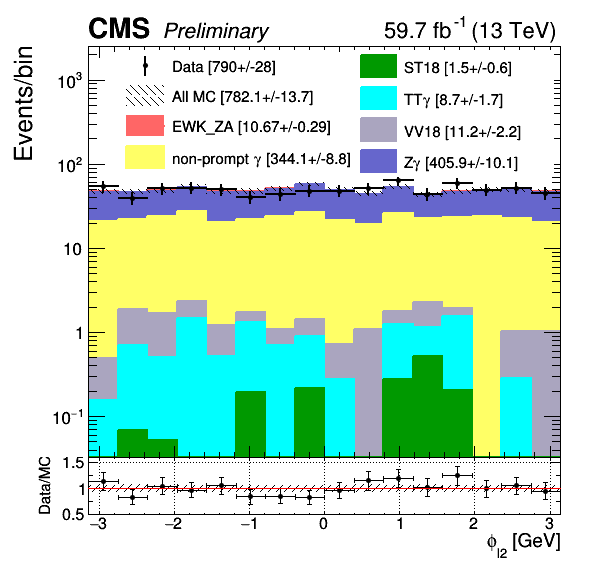 CMS Preliminary 59.7 fb⁻¹ (13 TeV)
Events/bin
Data [790+/-28]
All MC [782.1+/-13.7]
EWK_ZA [10.67+/-0.29]
non-prompt γ [344.1+/-8.8]
ST18 [1.5+/-0.6]
TTγ [8.7+/-1.7]
VV18 [11.2+/-2.2]
Zγ [405.9+/-10.1]
10³
10²
10
1
10⁻¹
Data/MC
1.5
1
0.5
−3 −2 −1 0 1 2 3
ϕ_l2 [GeV]